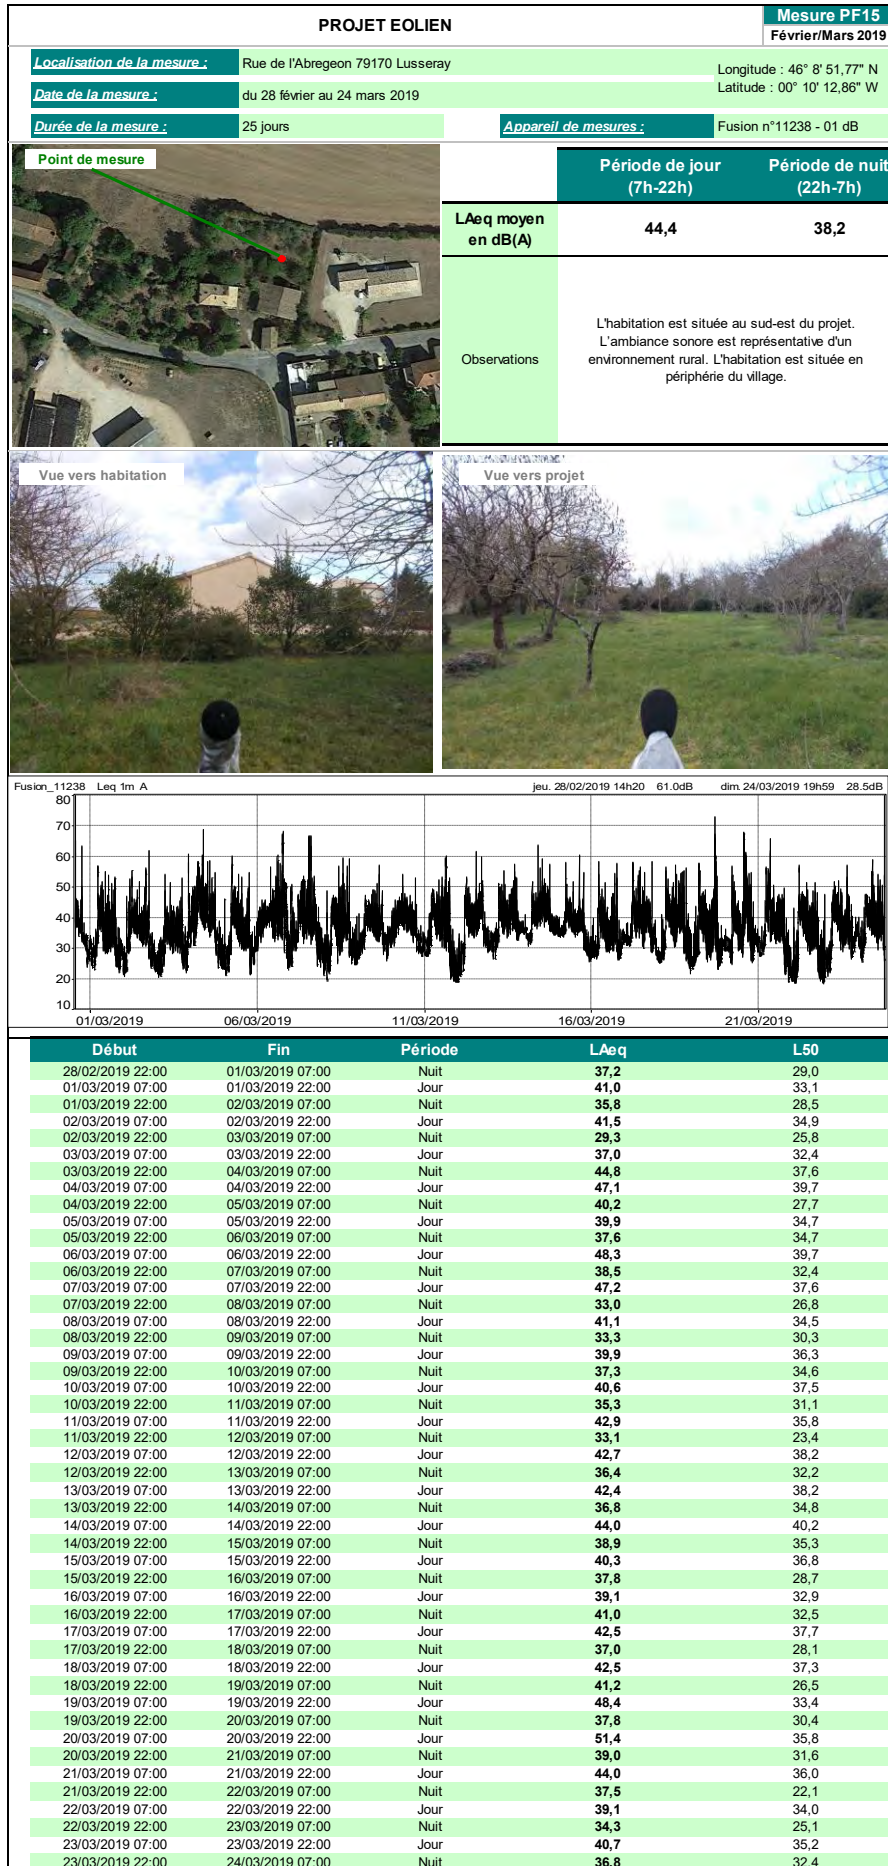 PROJET EOLIEN
Mesure PF15
Février/Mars 2019
Localisation de la mesure : Rue de l'Abregeon 79170 Lusseray
Longitude : 46° 8' 51,77" N
Latitude : 00° 10' 12,86" W
Date de la mesure : du 28 février au 24 mars 2019
Durée de la mesure : 25 jours Appareil de mesures : Fusion n°11238 - 01 dB
Point de mesure
Période de jour (7h-22h) Période de nuit (22h-7h)
LAeq moyen en dB(A) 44,4 38,2
Observations
L'habitation est située au sud-est du projet.
L'ambiance sonore est représentative d'un
environnement rural. L'habitation est située en
périphérie du village.
Vue vers habitation
Vue vers projet
Fusion_11238 Leq 1m A jeu. 28/02/2019 14h20 61.0dB dim. 24/03/2019 19h59 28.5dB
80
70
60
50
40
30
20
10
01/03/2019 06/03/2019 11/03/2019 16/03/2019 21/03/2019
Début Fin Période LAeq L50
28/02/2019 22:00 01/03/2019 07:00 Nuit 37,2 29,0
01/03/2019 07:00 01/03/2019 22:00 Jour 41,0 33,1
01/03/2019 22:00 02/03/2019 07:00 Nuit 35,8 28,5
02/03/2019 07:00 02/03/2019 22:00 Jour 41,5 34,9
02/03/2019 22:00 03/03/2019 07:00 Nuit 29,3 25,8
03/03/2019 07:00 03/03/2019 22:00 Jour 37,0 32,4
03/03/2019 22:00 04/03/2019 07:00 Nuit 44,8 37,6
04/03/2019 07:00 04/03/2019 22:00 Jour 47,1 39,7
04/03/2019 22:00 05/03/2019 07:00 Nuit 40,2 27,7
05/03/2019 07:00 05/03/2019 22:00 Jour 39,9 34,7
05/03/2019 22:00 06/03/2019 07:00 Nuit 37,6 34,7
06/03/2019 07:00 06/03/2019 22:00 Jour 48,3 39,7
06/03/2019 22:00 07/03/2019 07:00 Nuit 38,5 32,4
07/03/2019 07:00 07/03/2019 22:00 Jour 47,2 37,6
07/03/2019 22:00 08/03/2019 07:00 Nuit 33,0 26,8
08/03/2019 07:00 08/03/2019 22:00 Jour 41,1 34,5
08/03/2019 22:00 09/03/2019 07:00 Nuit 33,3 30,3
09/03/2019 07:00 09/03/2019 22:00 Jour 39,9 36,3
09/03/2019 22:00 10/03/2019 07:00 Nuit 37,3 34,6
10/03/2019 07:00 10/03/2019 22:00 Jour 40,6 37,5
10/03/2019 22:00 11/03/2019 07:00 Nuit 35,3 31,1
11/03/2019 07:00 11/03/2019 22:00 Jour 42,9 35,8
11/03/2019 22:00 12/03/2019 07:00 Nuit 33,1 23,4
12/03/2019 07:00 12/03/2019 22:00 Jour 42,7 38,2
12/03/2019 22:00 13/03/2019 07:00 Nuit 36,4 32,2
13/03/2019 07:00 13/03/2019 22:00 Jour 42,4 38,2
13/03/2019 22:00 14/03/2019 07:00 Nuit 36,8 34,8
14/03/2019 07:00 14/03/2019 22:00 Jour 44,0 40,2
14/03/2019 22:00 15/03/2019 07:00 Nuit 38,9 35,3
15/03/2019 07:00 15/03/2019 22:00 Jour 40,3 36,8
15/03/2019 22:00 16/03/2019 07:00 Nuit 37,8 28,7
16/03/2019 07:00 16/03/2019 22:00 Jour 39,1 32,9
16/03/2019 22:00 17/03/2019 07:00 Nuit 41,0 32,5
17/03/2019 07:00 17/03/2019 22:00 Jour 42,5 37,7
17/03/2019 22:00 18/03/2019 07:00 Nuit 37,0 28,1
18/03/2019 07:00 18/03/2019 22:00 Jour 42,5 37,3
18/03/2019 22:00 19/03/2019 07:00 Nuit 41,2 26,5
19/03/2019 07:00 19/03/2019 22:00 Jour 48,4 33,4
19/03/2019 22:00 20/03/2019 07:00 Nuit 37,8 30,4
20/03/2019 07:00 20/03/2019 22:00 Jour 51,4 35,8
20/03/2019 22:00 21/03/2019 07:00 Nuit 39,0 31,6
21/03/2019 07:00 21/03/2019 22:00 Jour 44,0 36,0
21/03/2019 22:00 22/03/2019 07:00 Nuit 37,5 22,1
22/03/2019 07:00 22/03/2019 22:00 Jour 39,1 34,0
22/03/2019 22:00 23/03/2019 07:00 Nuit 34,3 25,1
23/03/2019 07:00 23/03/2019 22:00 Jour 40,7 35,2
23/03/2019 22:00 24/03/2019 07:00 Nuit 36,8 32,4